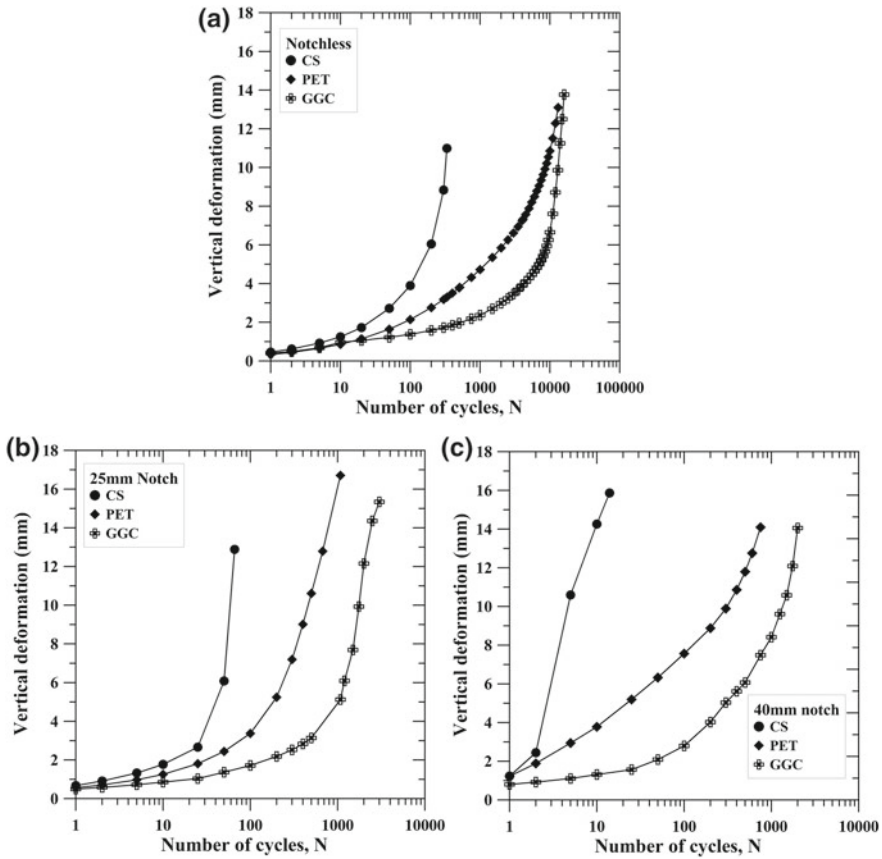 (a)
18
16
14
12
10
8
6
4
2
0
Vertical deformation (mm)
Notchless
CS
PET
GGC
1 10 100 1000 10000 100000
Number of cycles, N
(b)
18
16
14
12
10
8
6
4
2
0
Vertical deformation (mm)
25mm Notch
CS
PET
GGC
1 10 100 1000 10000
Number of cycles, N
(c)
18
16
14
12
10
8
6
4
2
0
Vertical deformation (mm)
40mm notch
CS
PET
GGC
1 10 100 1000 10000
Number of cycles, N